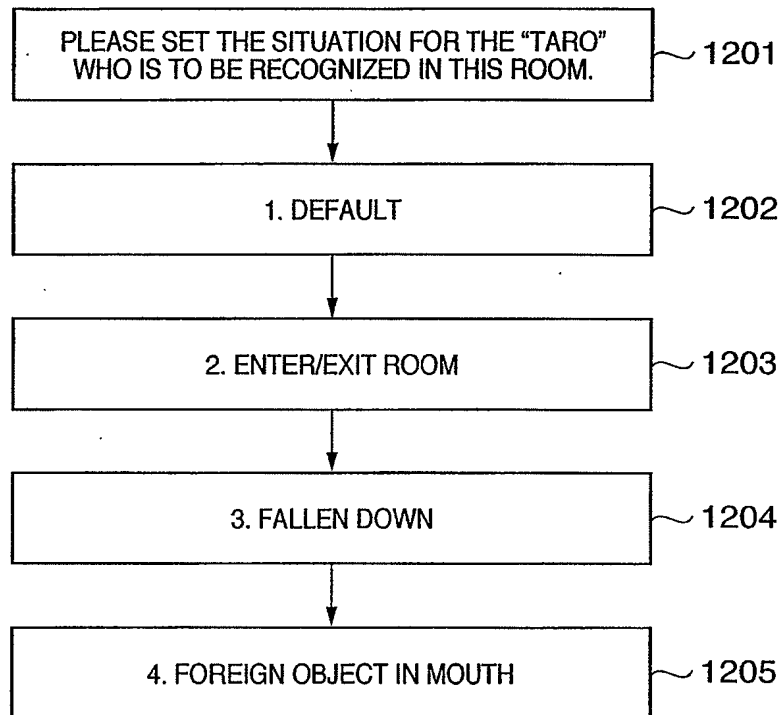 PLEASE SET THE SITUATION FOR THE “TARO”
WHO IS TO BE RECOGNIZED IN THIS ROOM.
1201
1. DEFAULT
1202
2. ENTER/EXIT ROOM
1203
3. FALLEN DOWN
1204
4. FOREIGN OBJECT IN MOUTH
1205